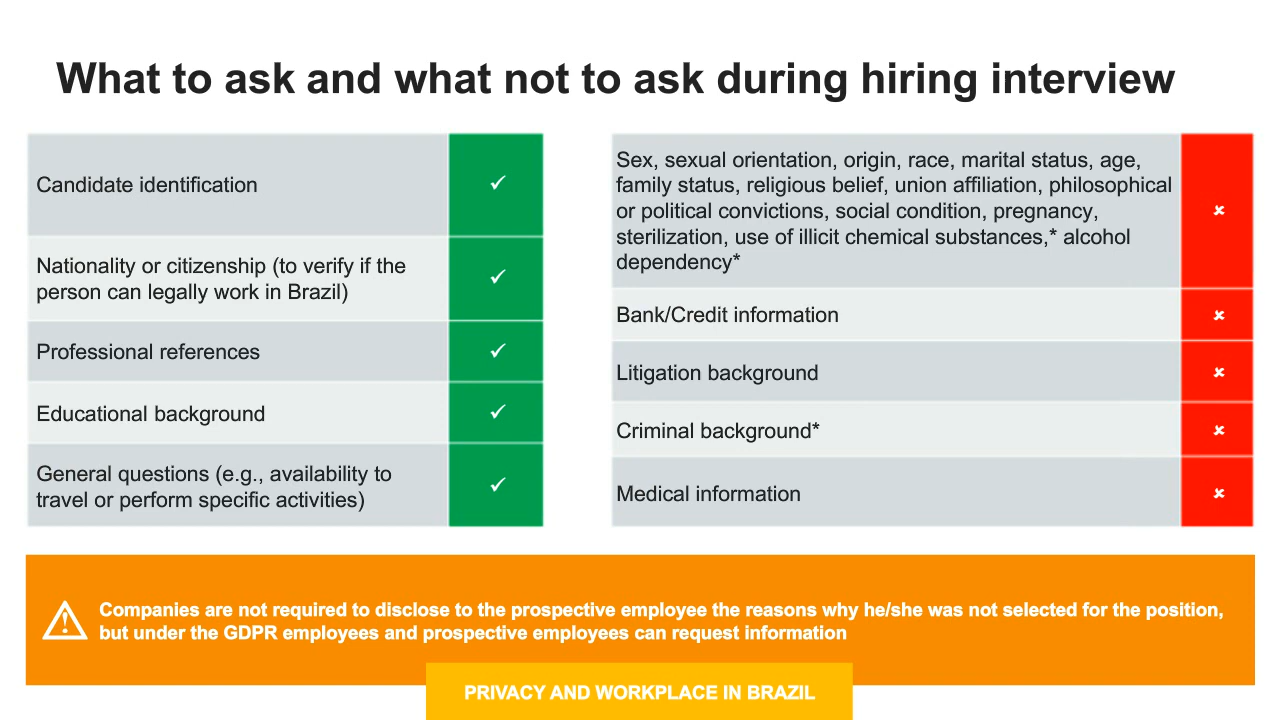 What to ask and what not to ask during hiring interview
Candidate identification
✓
Nationality or citizenship (to verify if the
person can legally work in Brazil)
✓
Professional references
✓
Educational background
✓
General questions (e.g., availability to
travel or perform specific activities)
✓
Sex, sexual orientation, origin, race, marital status, age,
family status, religious belief, union affiliation, philosophical
or political convictions, social condition, pregnancy,
sterilization, use of illicit chemical substances,* alcohol
dependency*
✘
Bank/Credit information
✘
Litigation background
✘
Criminal background*
✘
Medical information
✘
Companies are not required to disclose to the prospective employee the reasons why he/she was not selected for the position,
but under the GDPR employees and prospective employees can request information
PRIVACY AND WORKPLACE IN BRAZIL